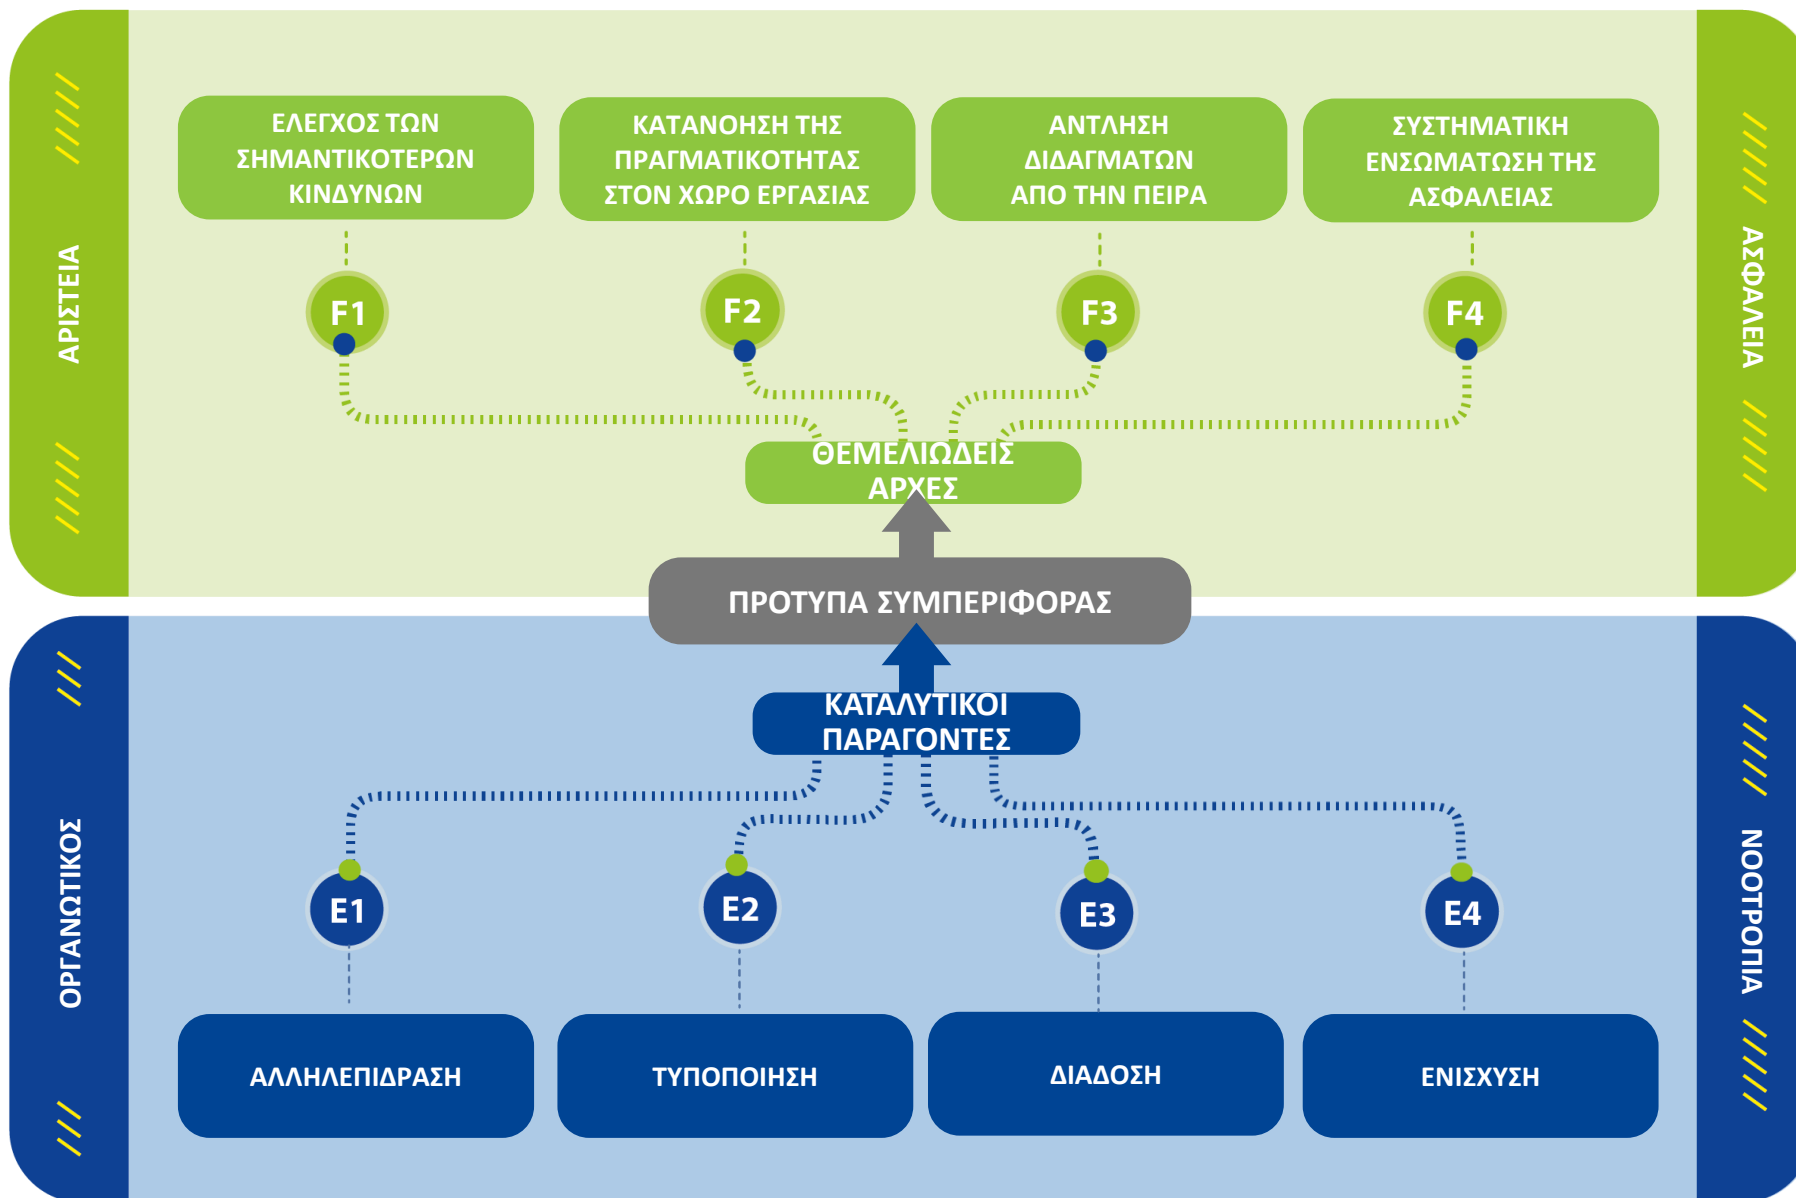 ΑΡΙΣΤΕΙΑ
ΕΛΕΓΧΟΣ ΤΩΝ
ΣΗΜΑΝΤΙΚΟΤΕΡΩΝ
ΚΙΝΔΥΝΩΝ
ΚΑΤΑΝΟΗΣΗ ΤΗΣ
ΠΡΑΓΜΑΤΙΚΟΤΗΤΑΣ
ΣΤΟΝ ΧΩΡΟ ΕΡΓΑΣΙΑΣ
ΑΝΤΛΗΣΗ
ΔΙΔΑΓΜΑΤΩΝ
ΑΠΟ ΤΗΝ ΠΕΙΡΑ
ΣΥΣΤΗΜΑΤΙΚΗ
ΕΝΣΩΜΑΤΩΣΗ ΤΗΣ
ΑΣΦΑΛΕΙΑΣ
ΑΣΦΑΛΕΙΑ
F1
F2
F3
F4
ΘΕΜΕΛΙΩΔΕΙΣ
ΑΡΧΕΣ
ΠΡΟΤΥΠΑ ΣΥΜΠΕΡΙΦΟΡΑΣ
ΚΑΤΑΛΥΤΙΚΟΙ
ΠΑΡΑΓΟΝΤΕΣ
ΟΡΓΑΝΩΤΙΚΟΣ
E1
E2
E3
E4
ΝΟΟΤΡΟΠΙΑ
ΑΛΛΗΛΕΠΙΔΡΑΣΗ
ΤΥΠΟΠΟΙΗΣΗ
ΔΙΑΔΟΣΗ
ΕΝΙΣΧΥΣΗ